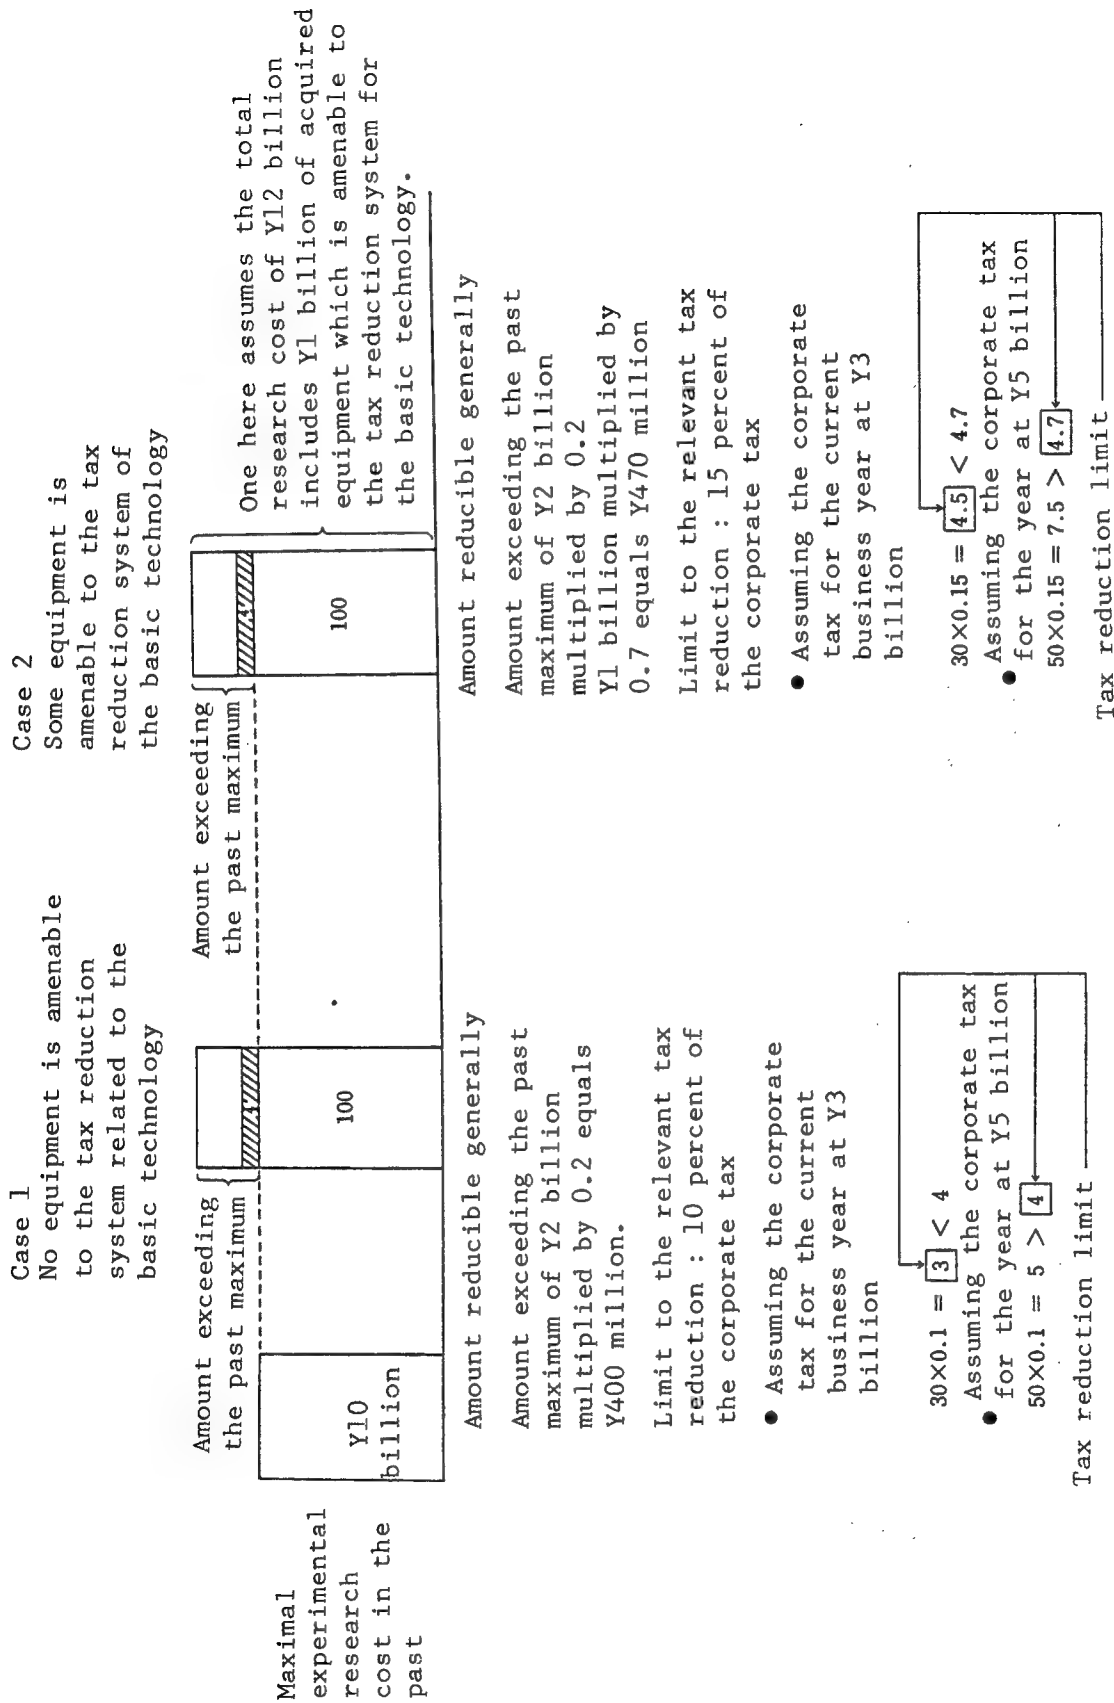 Case 1
No equipment is amenable
to the tax reduction
system related to the
basic technology
Case 2
Some equipment is
amenable to the tax
reduction system of
the basic technology
Maximal
experimental
research
cost in the
past
Y10
billion
Amount exceeding
the past maximum
100
Amount exceeding
the past maximum
100
One here assumes the total
research cost of Y12 billion
includes Y1 billion of acquired
equipment which is amenable to
the tax reduction system for
the basic technology.
Amount reducible generally
Amount exceeding the past
maximum of Y2 billion
multiplied by 0.2 equals
Y400 million.
Limit to the relevant tax
reduction : 10 percent of
the corporate tax
● Assuming the corporate
tax for the current
business year at Y3
billion
30×0.1 = 3 < 4
● Assuming the corporate tax
for the year at Y5 billion
50×0.1 = 5 > 4
Tax reduction limit
Amount reducible generally
Amount exceeding the past
maximum of Y2 billion
multiplied by 0.2
Y1 billion multiplied by
0.7 equals Y470 million
Limit to the relevant tax
reduction : 15 percent of
the corporate tax
● Assuming the corporate
tax for the current
business year at Y3
billion
30×0.15 = 4.5 < 4.7
● Assuming the corporate tax
for the year at Y5 billion
50×0.15 = 7.5 > 4.7
Tax reduction limit